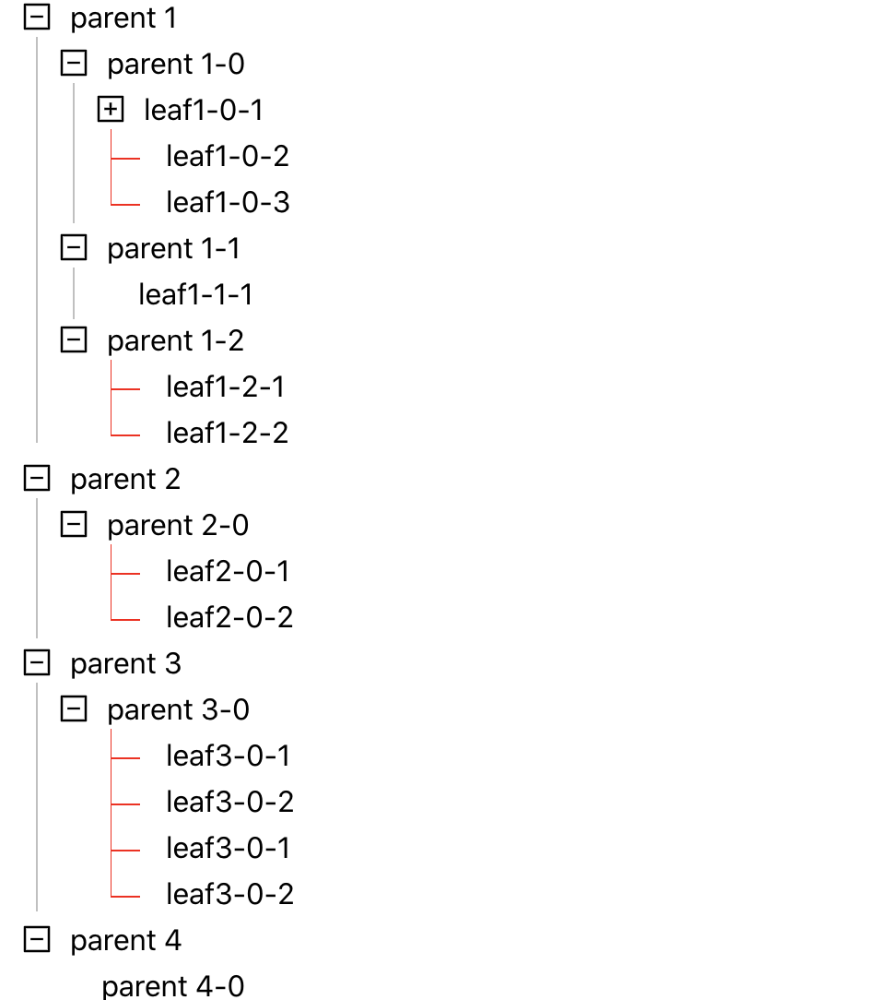 parent 1
parent 1-0
leaf1-0-1
leaf1-0-2
leaf1-0-3
parent 1-1
leaf1-1-1
parent 1-2
leaf1-2-1
leaf1-2-2
parent 2
parent 2-0
leaf2-0-1
leaf2-0-2
parent 3
parent 3-0
leaf3-0-1
leaf3-0-2
leaf3-0-1
leaf3-0-2
parent 4
parent 4-0